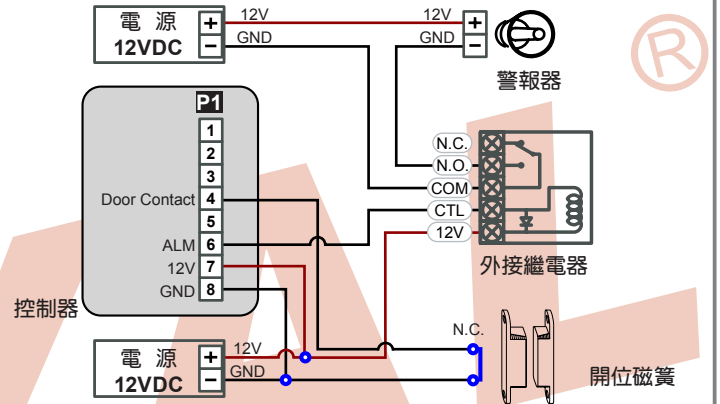 電 源
12VDC
+
−
12V
GND
12V
GND
+
−
警報器
®
P1
1
2
3
Door Contact 4
5
ALM 6
12V 7
GND 8
控制器
N.C.
N.O.
COM
CTL
12V
外接繼電器
電 源
12VDC
+
−
12V
GND
N.C.
開位磁簧